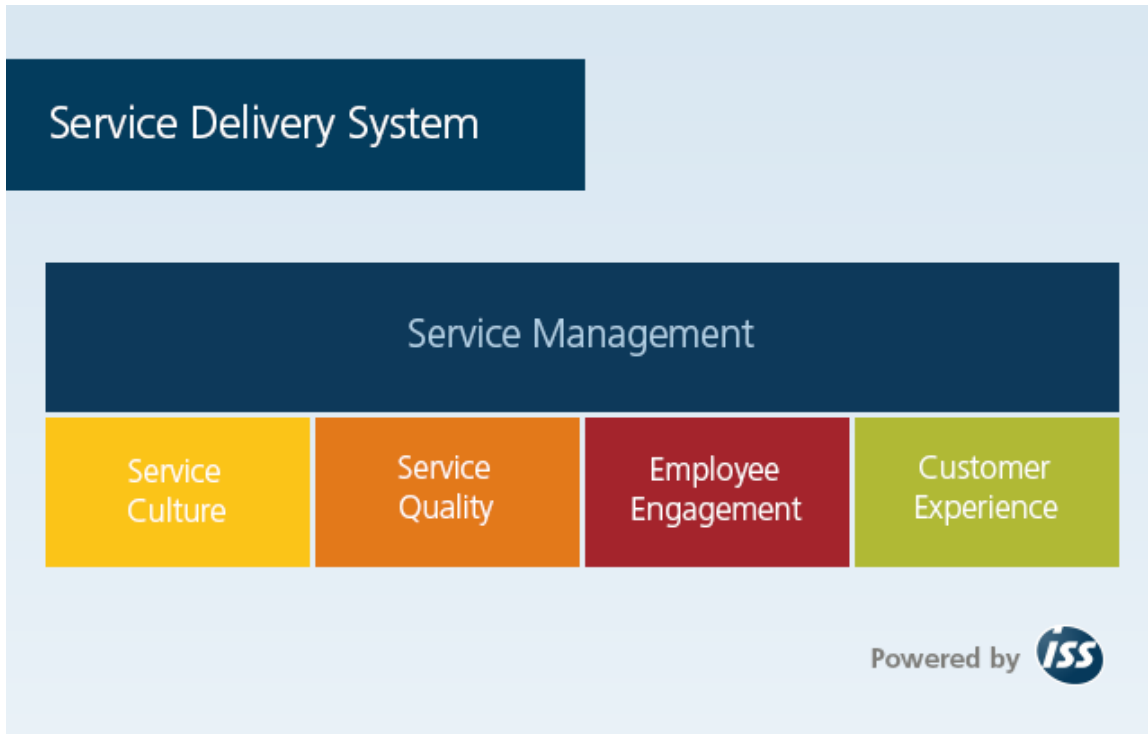 Service Delivery System
Service Management
Service
Culture
Service
Quality
Employee
Engagement
Customer
Experience
Powered by ISS